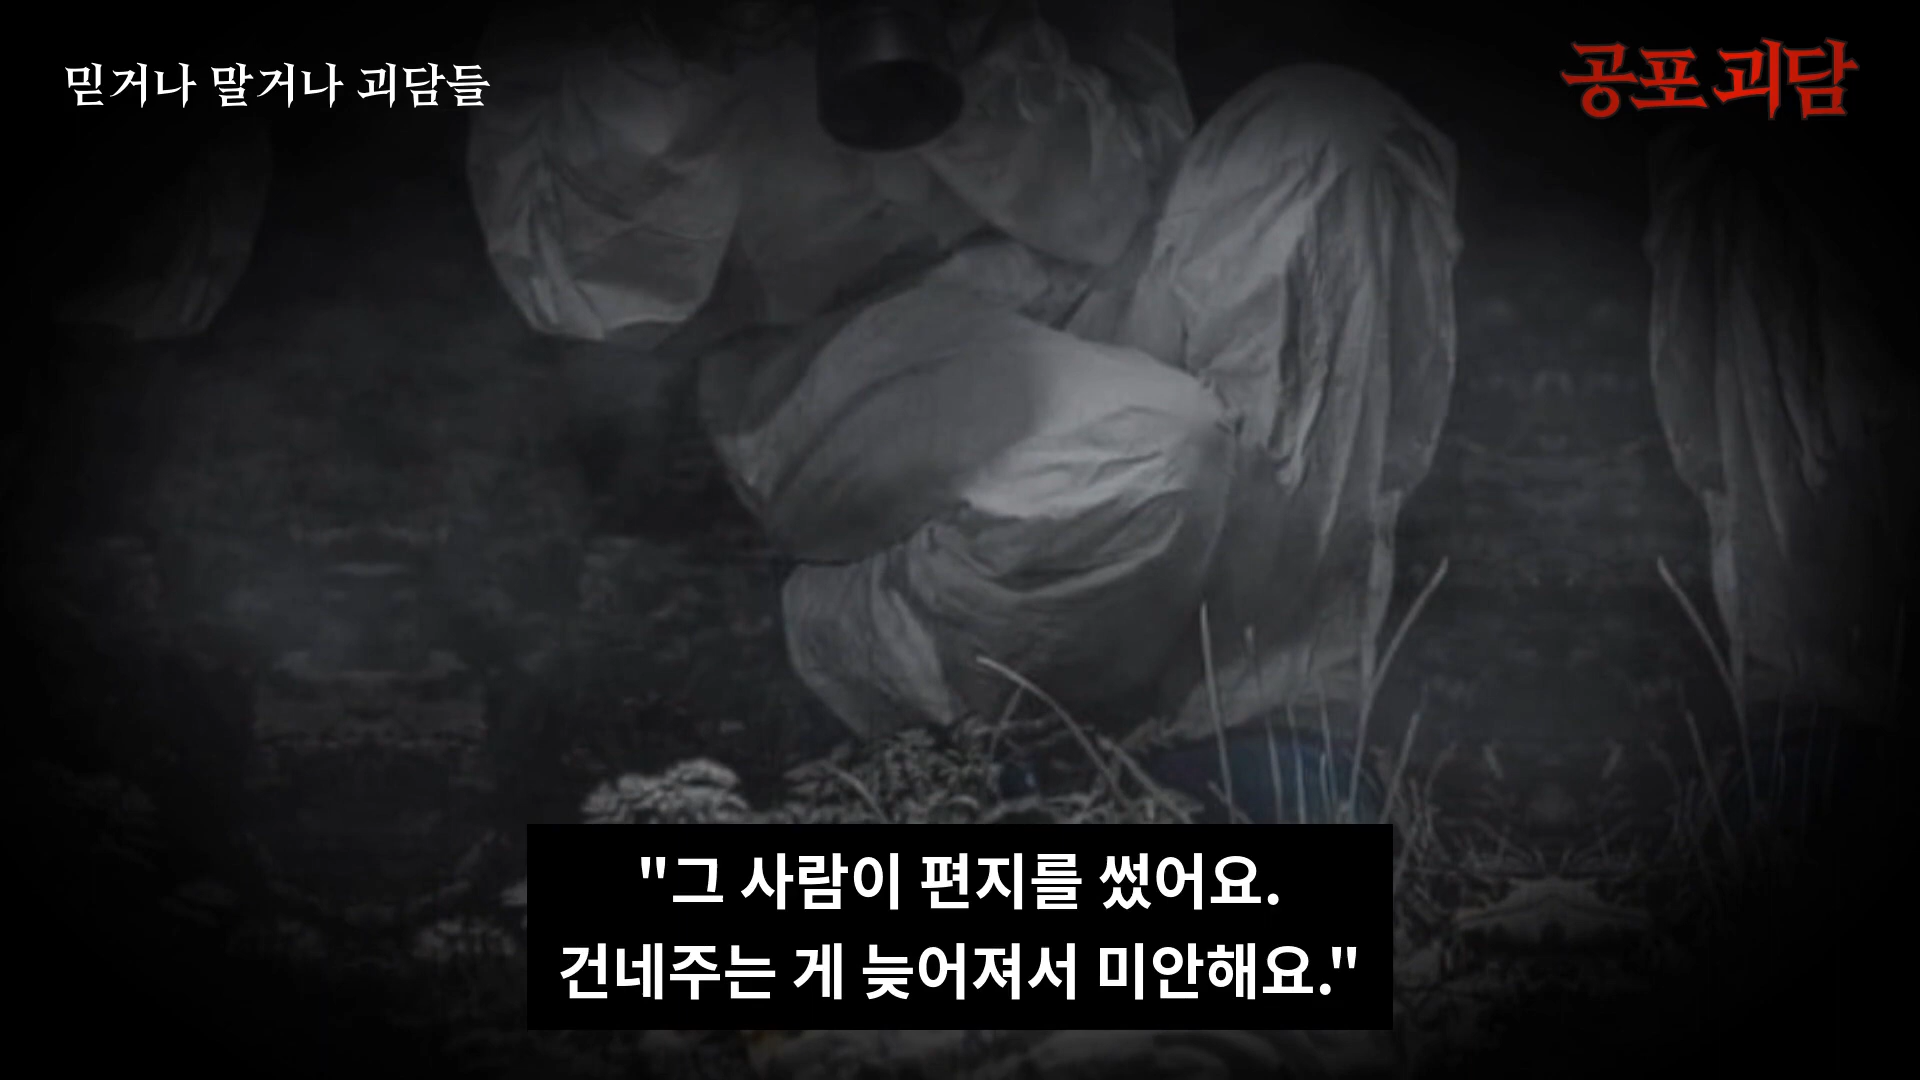 믿거나 말거나 괴담들
공포 괴담
"그 사람이 편지를 썼어요.
건네주는 게 늦어져서 미안해요."